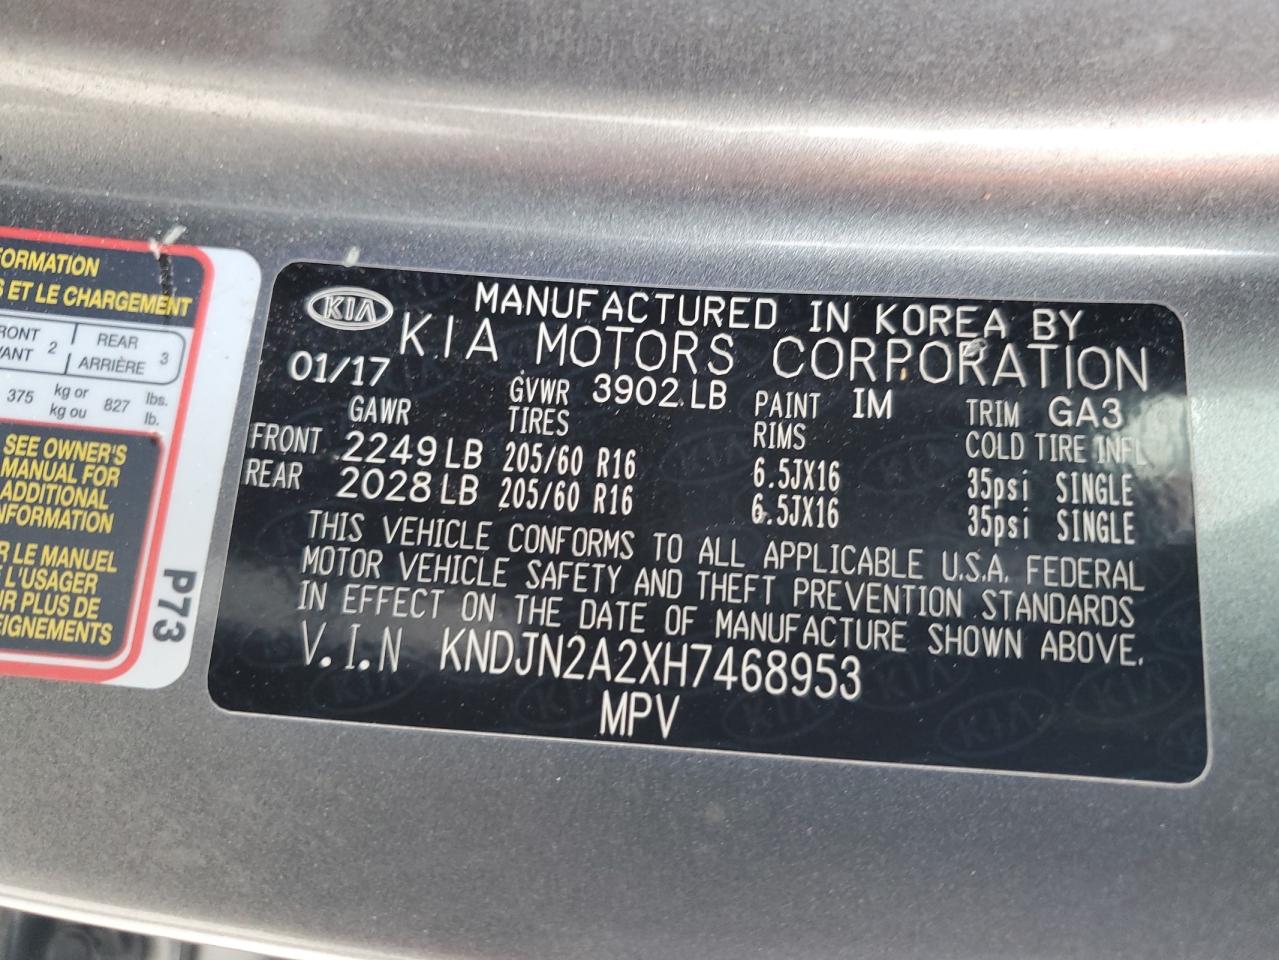 FORMATION
S ET LE CHARGEMENT
FRONT 2 REAR 3
VANT ARRIÈRE
375 kg or 827 lbs.
kg ou lb.
SEE OWNER'S
MANUAL FOR
ADDITIONAL
INFORMATION
R LE MANUEL
L'USAGER
UR PLUS DE
EIGNEMENTS
P73
KIA
MANUFACTURED IN KOREA BY
KIA MOTORS CORPORATION
01/17 GVWR 3902 LB PAINT IM TRIM GA3
GAWR TIRES RIMS COLD TIRE INFL
FRONT 2249 LB 205/60 R16 6.5JX16 35psi SINGLE
REAR 2028 LB 205/60 R16 6.5JX16 35psi SINGLE
THIS VEHICLE CONFORMS TO ALL APPLICABLE U.S.A. FEDERAL
MOTOR VEHICLE SAFETY AND THEFT PREVENTION STANDARDS
IN EFFECT ON THE DATE OF MANUFACTURE SHOWN ABOVE.
V.I.N KNDJN2A2XH7468953
MPV